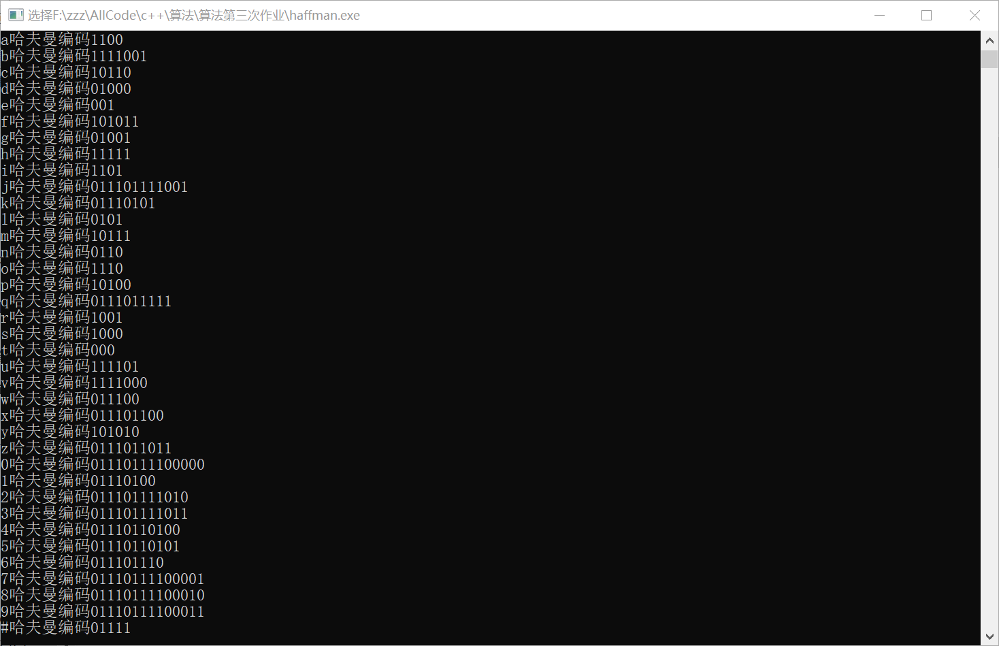 选择F:\zzz\AllCode\c++\算法\算法第三次作业\haffman.exe
a哈夫曼编码1100
b哈夫曼编码1111001
c哈夫曼编码10110
d哈夫曼编码01000
e哈夫曼编码001
f哈夫曼编码101011
g哈夫曼编码01001
h哈夫曼编码11111
i哈夫曼编码1101
j哈夫曼编码011101111001
k哈夫曼编码01110101
l哈夫曼编码0101
m哈夫曼编码10111
n哈夫曼编码0110
o哈夫曼编码1110
p哈夫曼编码10100
q哈夫曼编码0111011111
r哈夫曼编码1001
s哈夫曼编码1000
t哈夫曼编码000
u哈夫曼编码111101
v哈夫曼编码1111000
w哈夫曼编码011100
x哈夫曼编码011101100
y哈夫曼编码101010
z哈夫曼编码0111011011
0哈夫曼编码01110111100000
1哈夫曼编码01110100
2哈夫曼编码011101111010
3哈夫曼编码011101111011
4哈夫曼编码01110110100
5哈夫曼编码01110110101
6哈夫曼编码011101110
7哈夫曼编码01110111100001
8哈夫曼编码01110111100010
9哈夫曼编码01110111100011
#哈夫曼编码01111